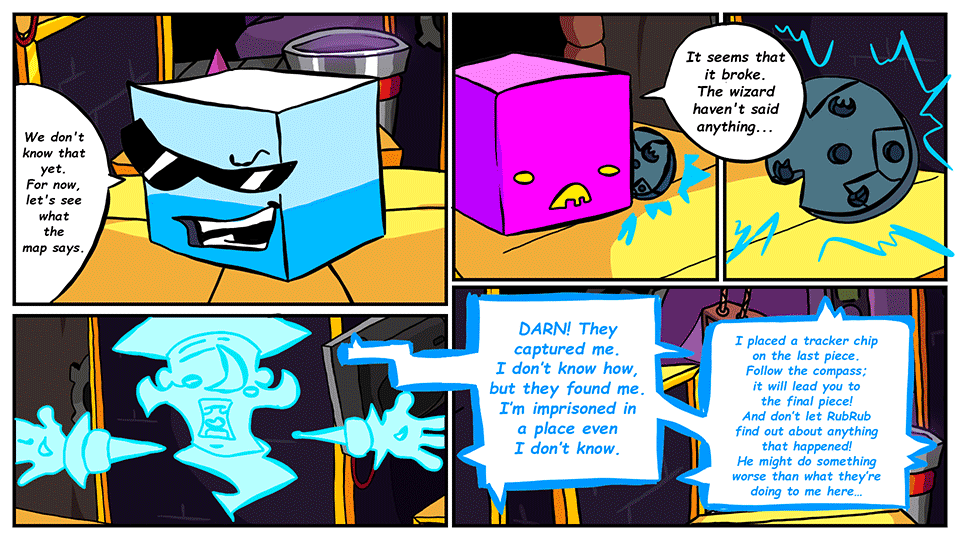 We don't
know that
yet.
For now,
let's see
what
the
map says.
It seems that
it broke.
The wizard
haven't said
anything...
DARN! They
captured me.
I don't know how,
but they found me.
I'm imprisoned in
a place even
I don't know.
I placed a tracker chip
on the last piece.
Follow the compass;
it will lead you to
the final piece!
And don't let RubRub
find out about anything
that happened!
He might do something
worse than what they're
doing to me here...